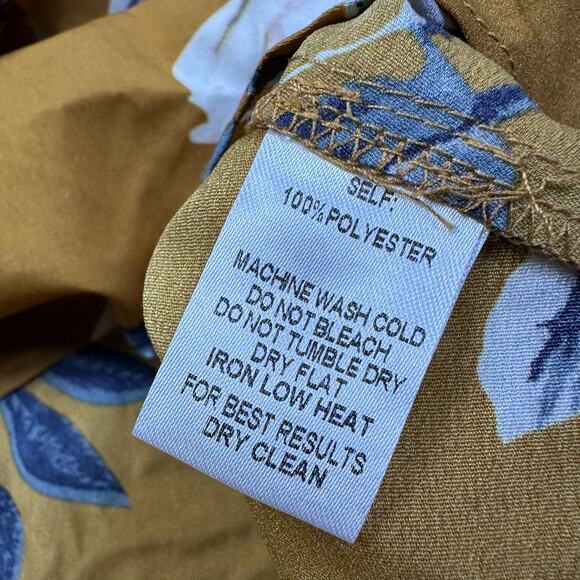 SELF:
100% POLYESTER
MACHINE WASH COLD
DO NOT BLEACH
DO NOT TUMBLE DRY
DRY FLAT
IRON LOW HEAT
FOR BEST RESULTS
DRY CLEAN